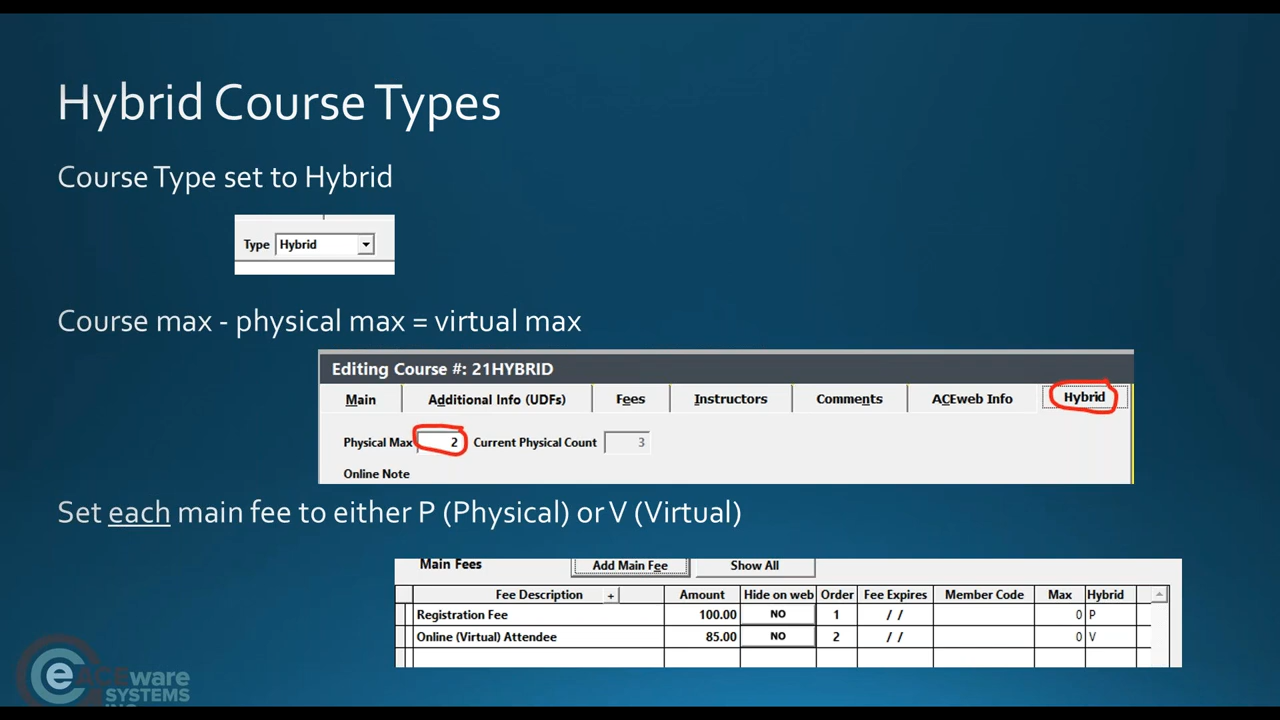 Hybrid Course Types
Course Type set to Hybrid
Type Hybrid
Course max - physical max = virtual max
Editing Course #: 21HYBRID
Main Additional Info (UDFs) Fees Instructors Comments ACEweb Info Hybrid
Physical Max 2 Current Physical Count 3
Online Note
Set each main fee to either P (Physical) or V (Virtual)
Main Fees Add Main Fee Show All
Fee Description + Amount Hide on web Order Fee Expires Member Code Max Hybrid
Registration Fee 100.00 NO 1 / / 0 P
Online (Virtual) Attendee 85.00 NO 2 / / 0 V
ACEware
SYSTEMS
INC